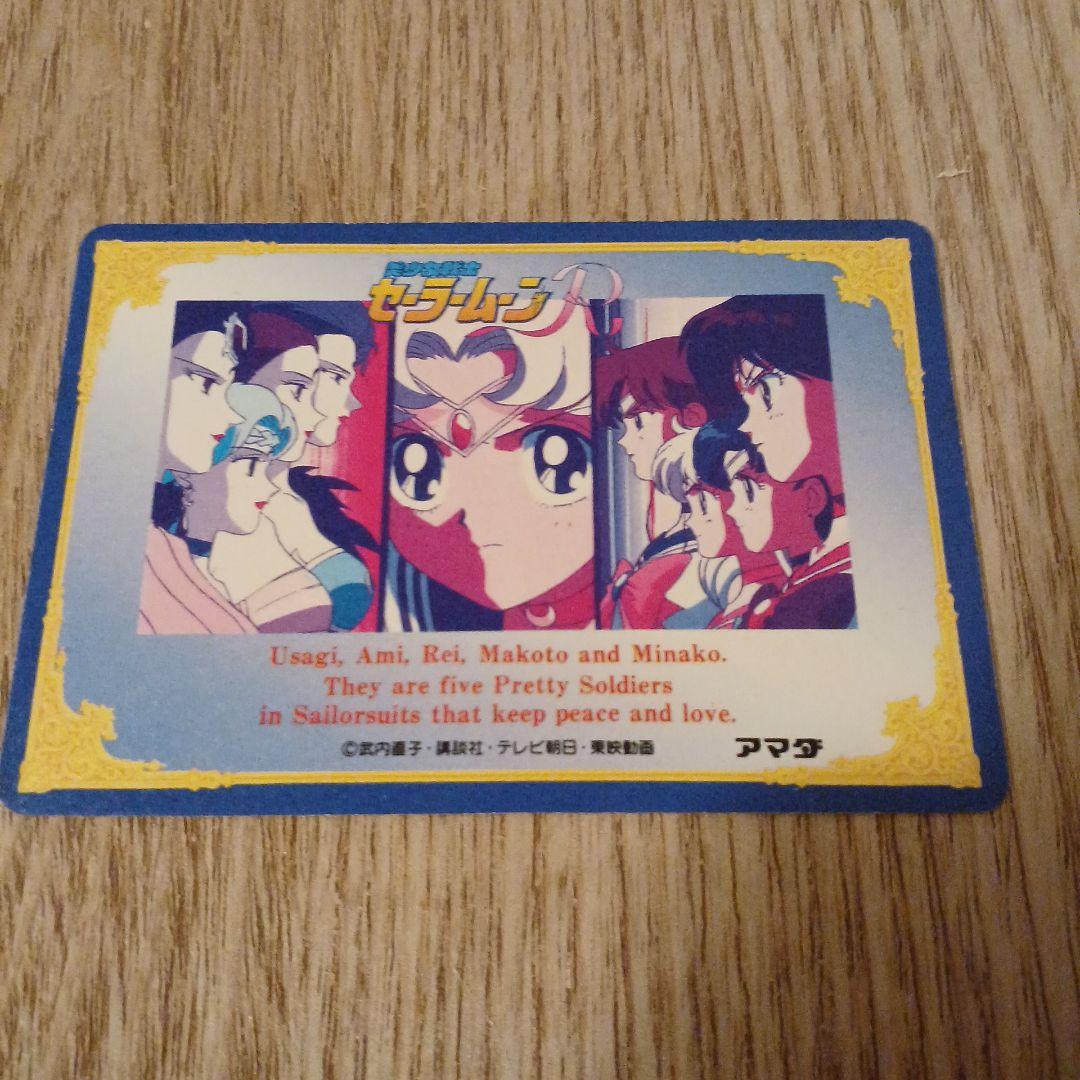 美少女戦士
セーラームーンR
Usagi, Ami, Rei, Makoto and Minako.
They are five Pretty Soldiers
in Sailorsuits that keep peace and love.
©武内直子・講談社・テレビ朝日・東映動画
アマダ